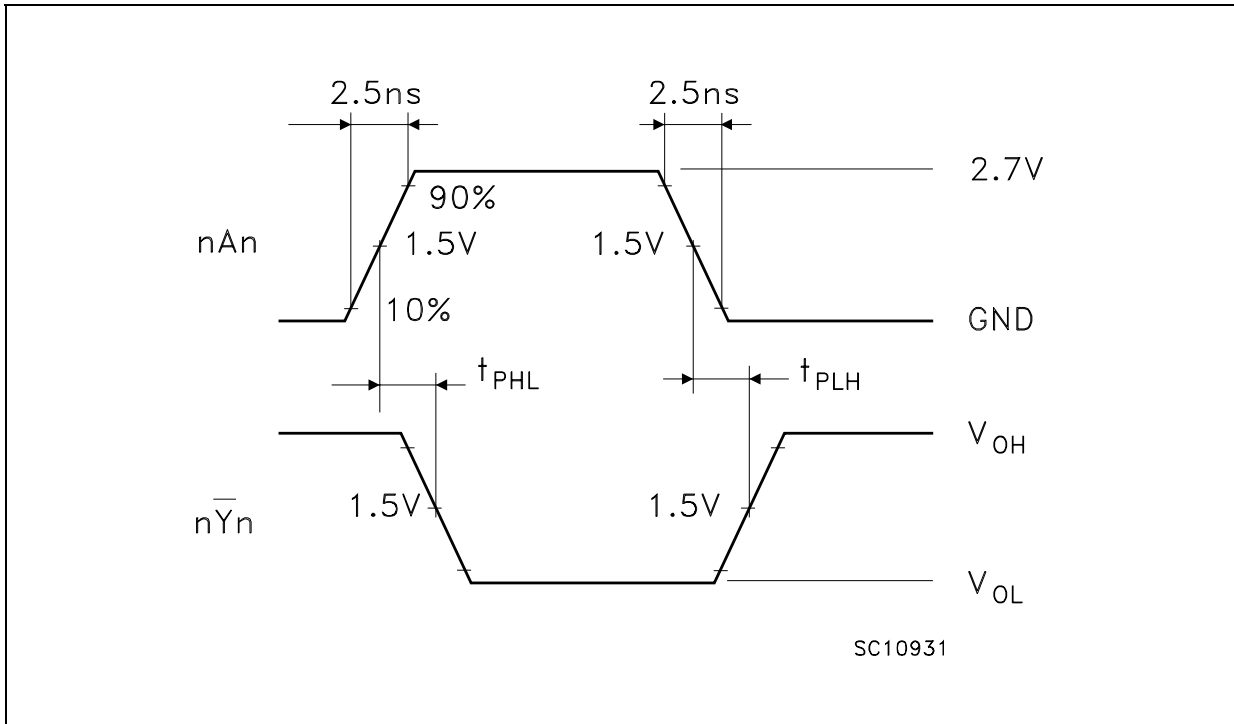 2.5ns 2.5ns
2.7V
90%
nAn 1.5V 1.5V
10%
GND
tPHL tPLH
VOH
1.5V 1.5V
nY̅n
VOL
SC10931